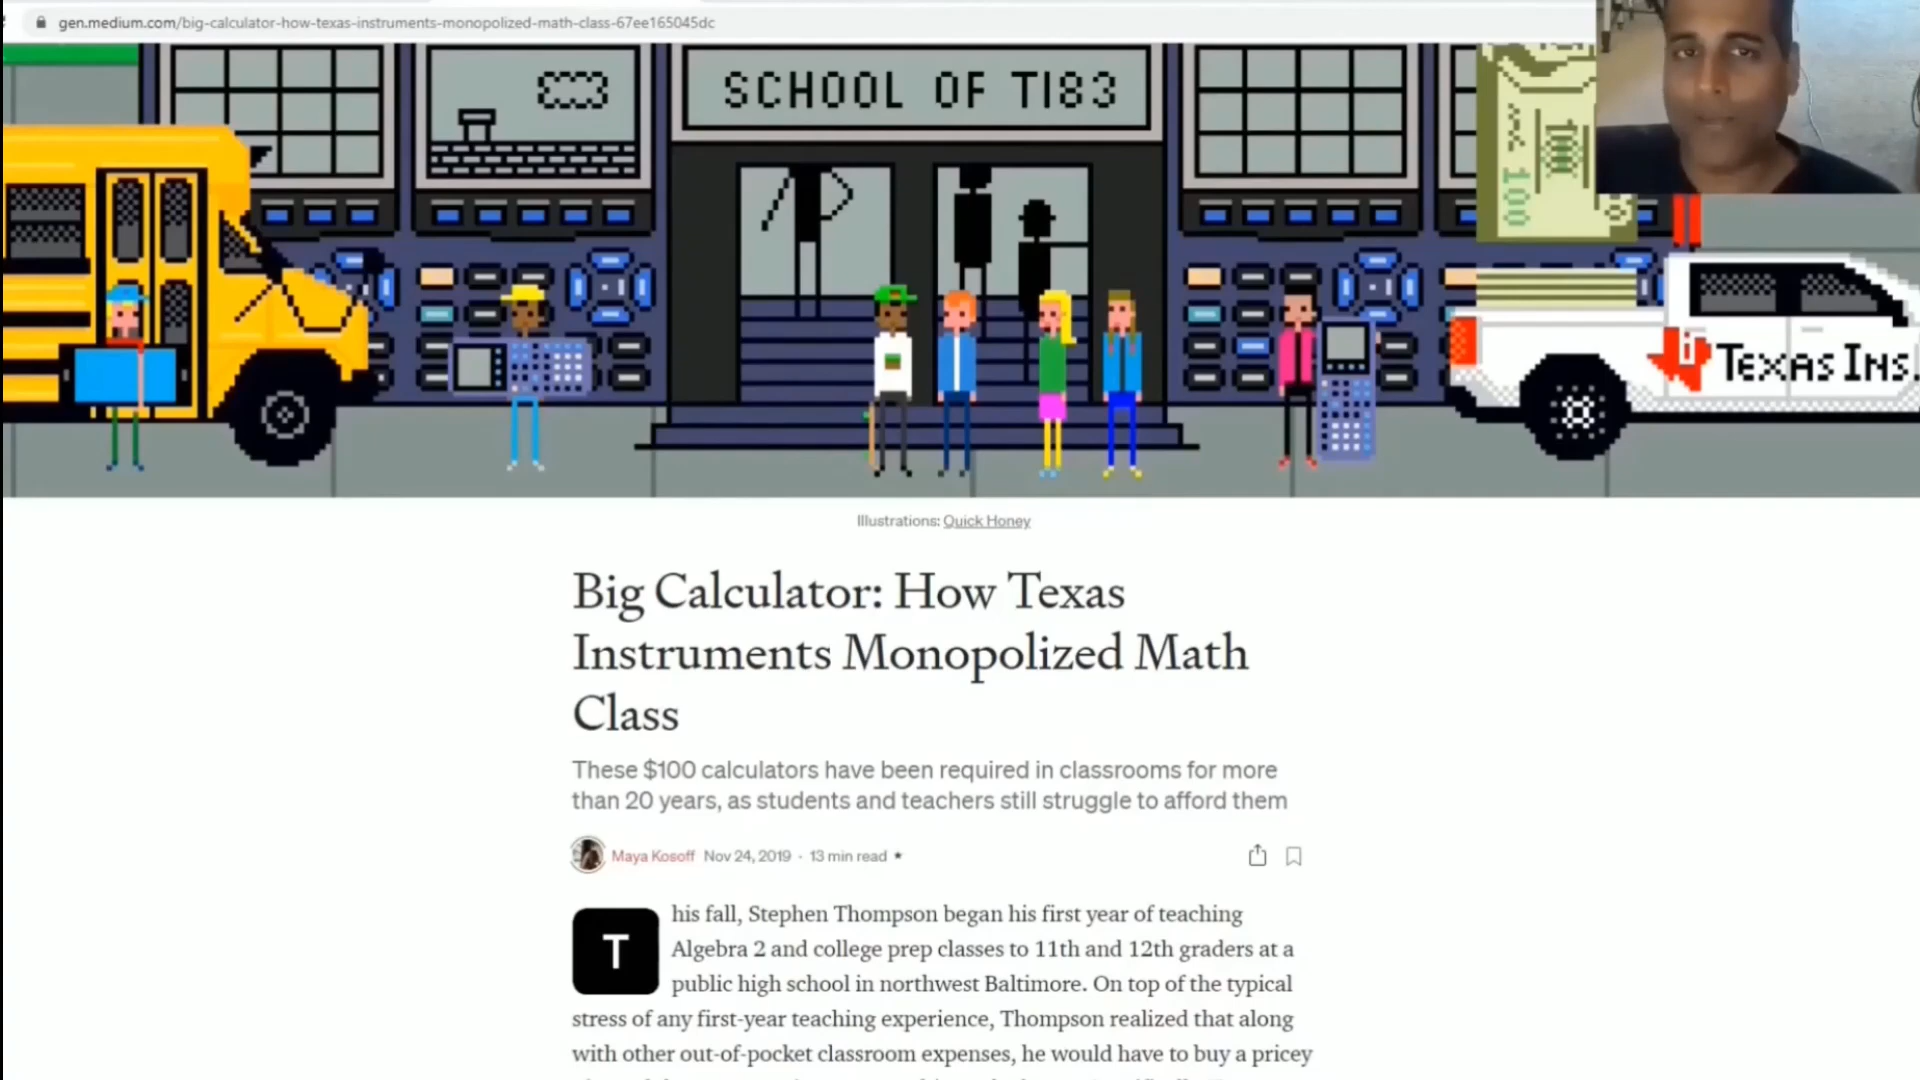 gen.medium.com/big-calculator-how-texas-instruments-monopolized-math-class-67ee165045dc
SCHOOL OF TI83
100
TEXAS INS.
Illustrations: Quick Honey
Big Calculator: How Texas
Instruments Monopolized Math
Class
These $100 calculators have been required in classrooms for more
than 20 years, as students and teachers still struggle to afford them
Maya Kosoff Nov 24, 2019 · 13 min read ★
This fall, Stephen Thompson began his first year of teaching
Algebra 2 and college prep classes to 11th and 12th graders at a
public high school in northwest Baltimore. On top of the typical
stress of any first-year teaching experience, Thompson realized that along
with other out-of-pocket classroom expenses, he would have to buy a pricey